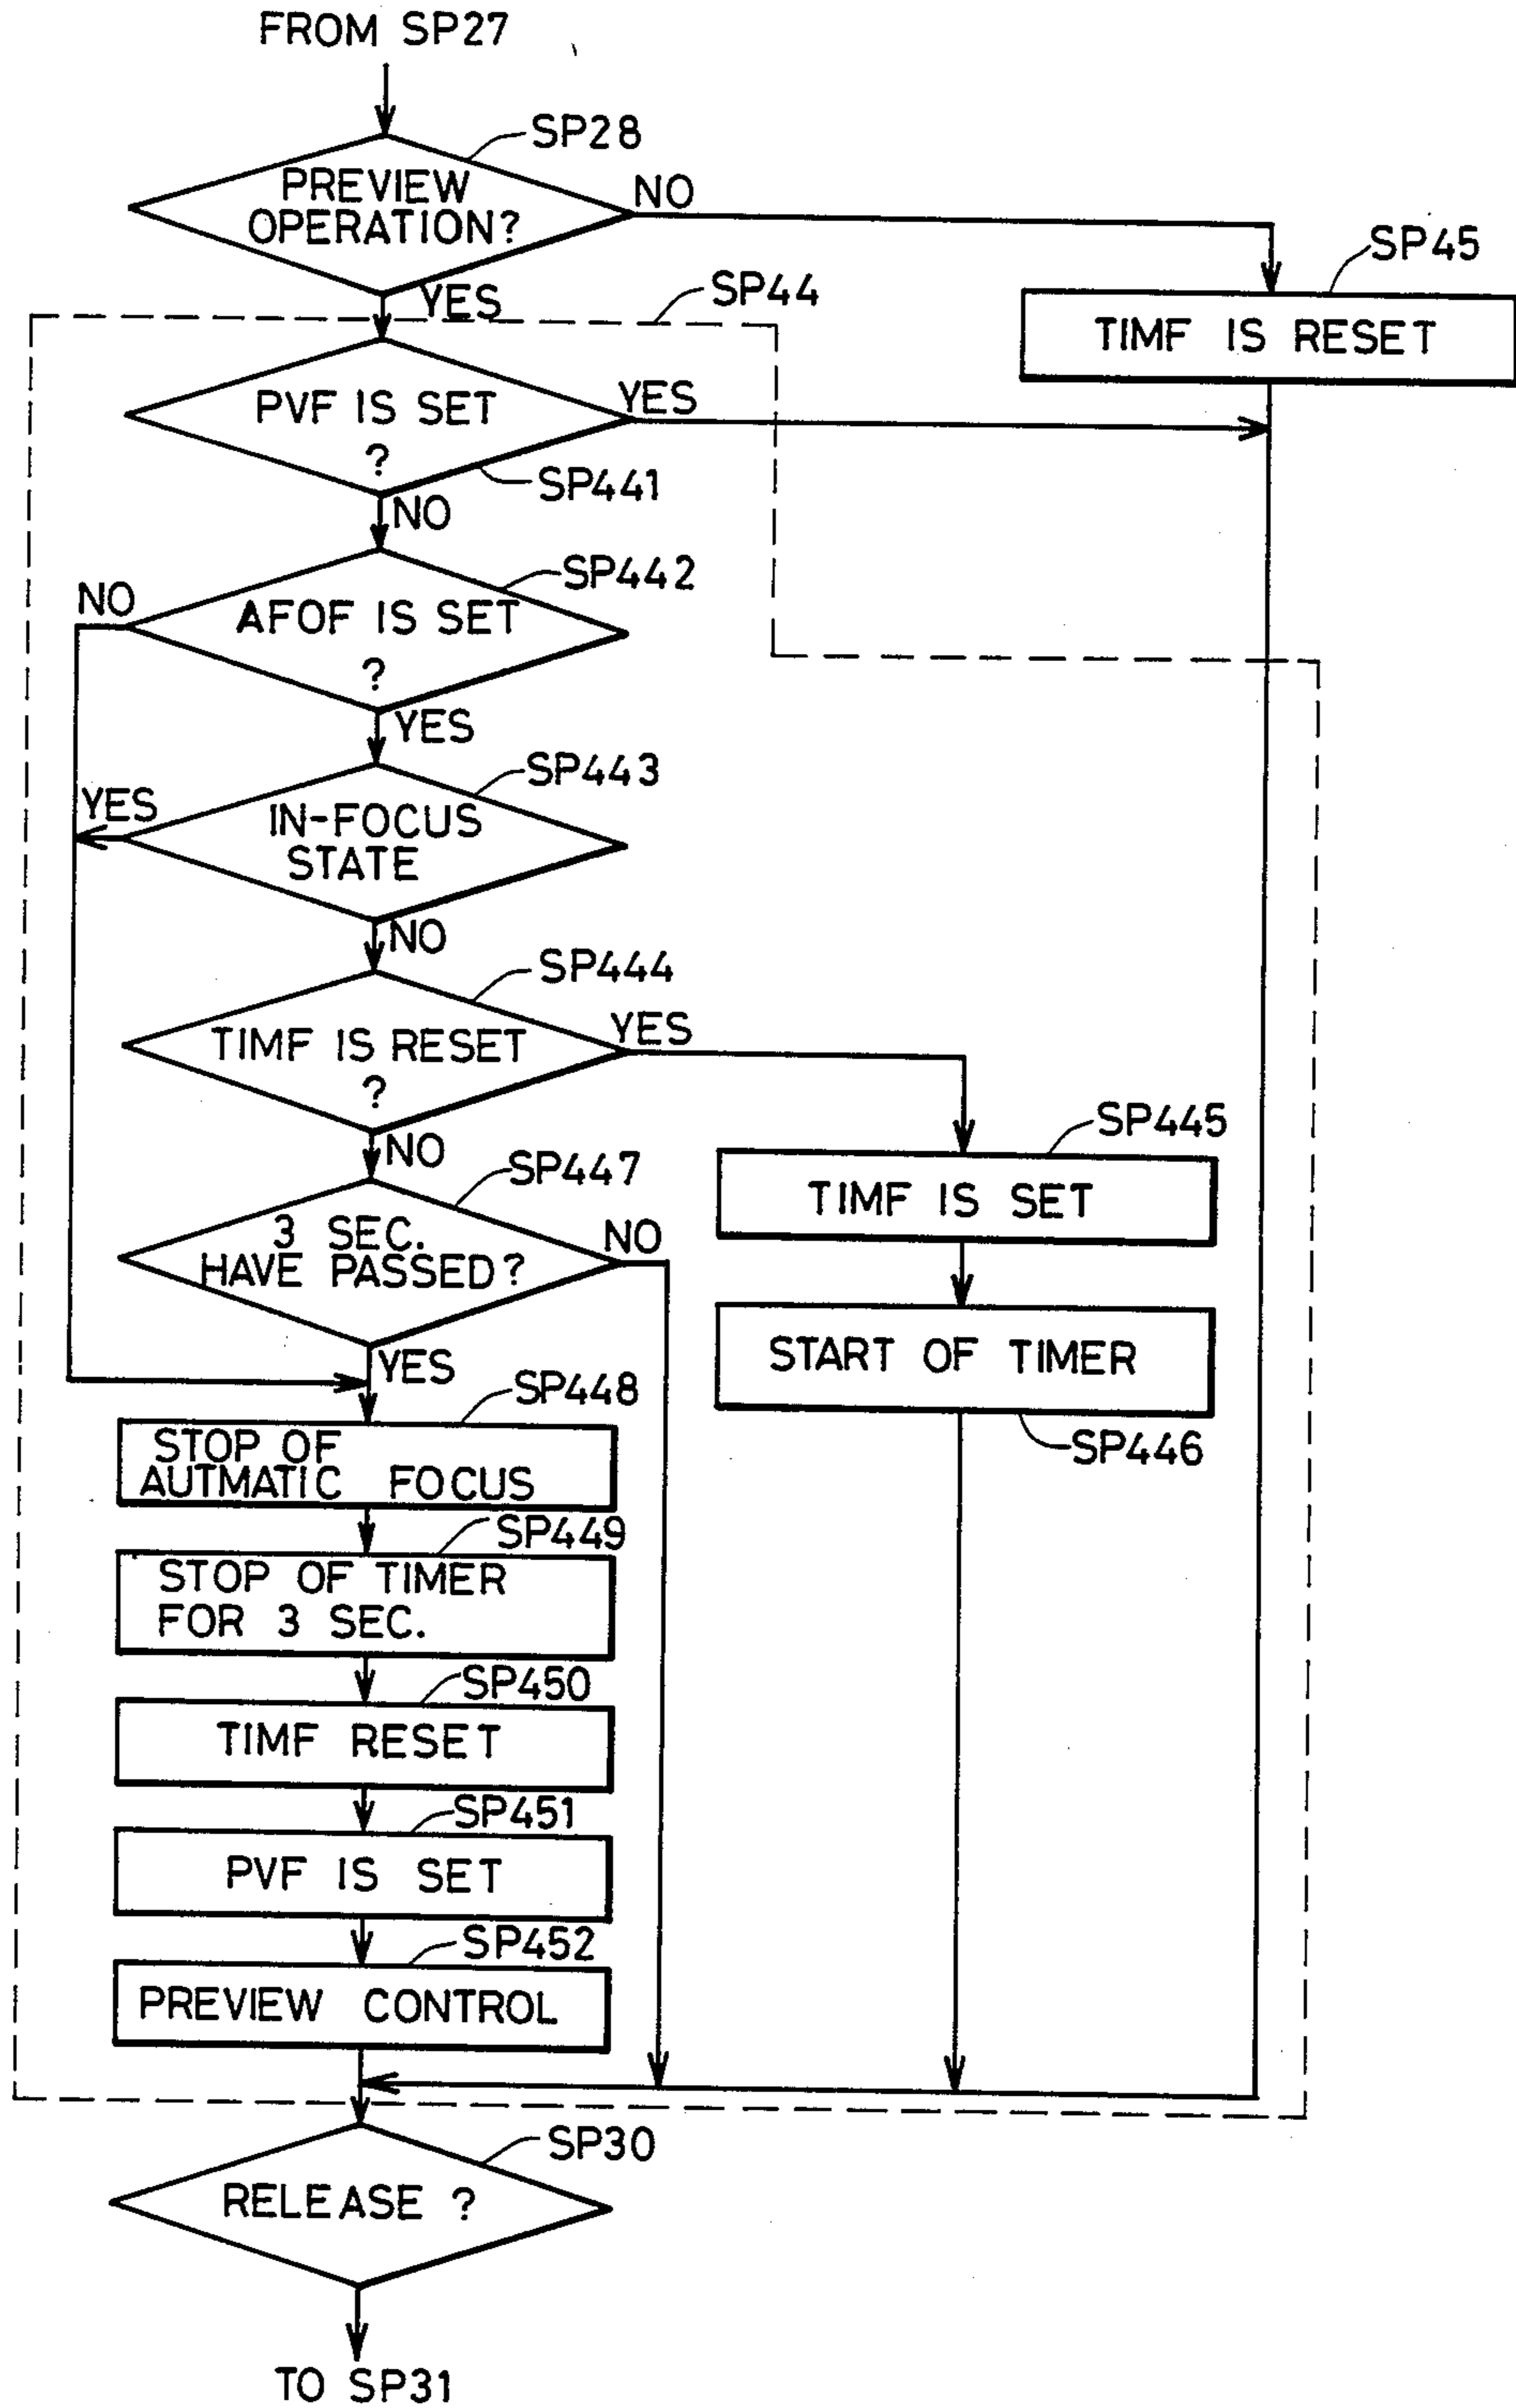 FROM SP27
SP28
PREVIEW
OPERATION?
NO
SP45
TIMF IS RESET
YES
SP44
PVF IS SET
?
YES
SP441
NO
SP442
NO
AFOF IS SET
?
YES
SP443
YES
IN-FOCUS
STATE
NO
SP444
TIMF IS RESET
?
YES
NO
SP445
TIMF IS SET
SP447
3 SEC.
HAVE PASSED?
NO
YES
START OF TIMER
SP446
SP448
STOP OF
AUTMATIC FOCUS
SP449
STOP OF TIMER
FOR 3 SEC.
SP450
TIMF RESET
SP451
PVF IS SET
SP452
PREVIEW CONTROL
SP30
RELEASE ?
TO SP31